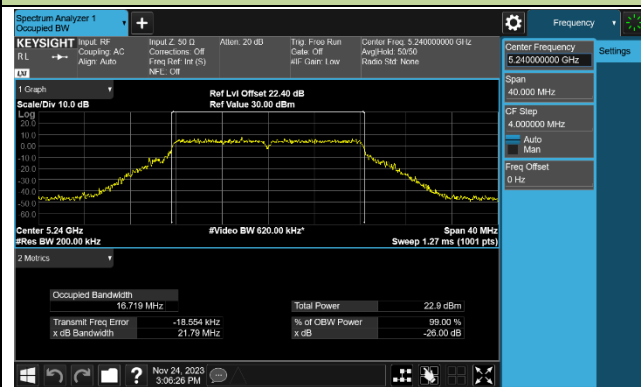 Spectrum Analyzer 1
Occupied BW
+
Frequency
KEYSIGHT
Input: RF
Coupling: AC
Align: Auto
Input Z: 50 Ω
Corrections: Off
Freq Ref: Int (S)
NFE: Off
Atten: 20 dB
Trig: Free Run
Gate: Off
#IF Gain: Low
Center Freq: 5.240000000 GHz
Avg|Hold: 50/50
Radio Std: None
RL
LXI
Center Frequency
5.240000000 GHz
Settings
Span
40.000 MHz
CF Step
4.000000 MHz
Auto
Man
Freq Offset
0 Hz
1 Graph
Scale/Div 10.0 dB
Ref Lvl Offset 22.40 dB
Ref Value 30.00 dBm
Log
20.0
10.0
0.00
-10.0
-20.0
-30.0
-40.0
-50.0
-60.0
Center 5.24 GHz
#Video BW 620.00 kHz*
Span 40 MHz
#Res BW 200.00 kHz
Sweep 1.27 ms (1001 pts)
2 Metrics
Occupied Bandwidth
16.719 MHz
Total Power 22.9 dBm
Transmit Freq Error -18.554 kHz
% of OBW Power 99.00 %
x dB Bandwidth 21.79 MHz
x dB -26.00 dB
?
Nov 24, 2023
3:06:26 PM